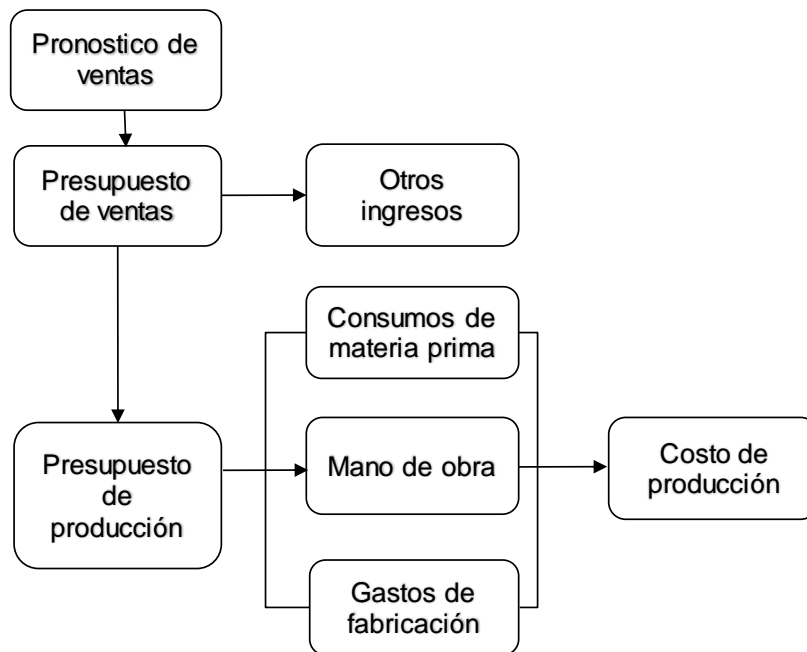 Pronostico de
ventas
Presupuesto
de ventas
Otros
ingresos
Consumos de
materia prima
Presupuesto
de
producción
Mano de obra
Costo de
producción
Gastos de
fabricación